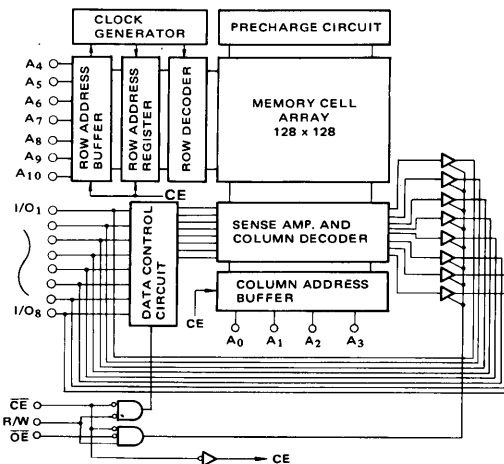 CLOCK
GENERATOR
PRECHARGE CIRCUIT
A4
A5
A6
A7
A8
A9
A10
ROW ADDRESS
BUFFER
ROW ADDRESS
REGISTER
ROW DECODER
MEMORY CELL
ARRAY
128 x 128
CE
I/O1
I/O8
DATA CONTROL
CIRCUIT
SENSE AMP. AND
COLUMN DECODER
COLUMN ADDRESS
BUFFER
CE
A0 A1 A2 A3
C̅E̅
R/W
O̅E̅
CE